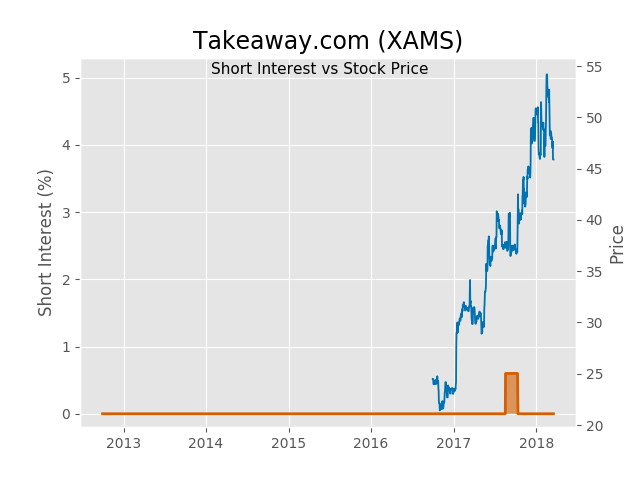 Takeaway.com (XAMS)
Short Interest vs Stock Price
5
4
3
2
1
0
Short Interest (%)
55
50
45
40
35
30
25
20
Price
2013 2014 2015 2016 2017 2018